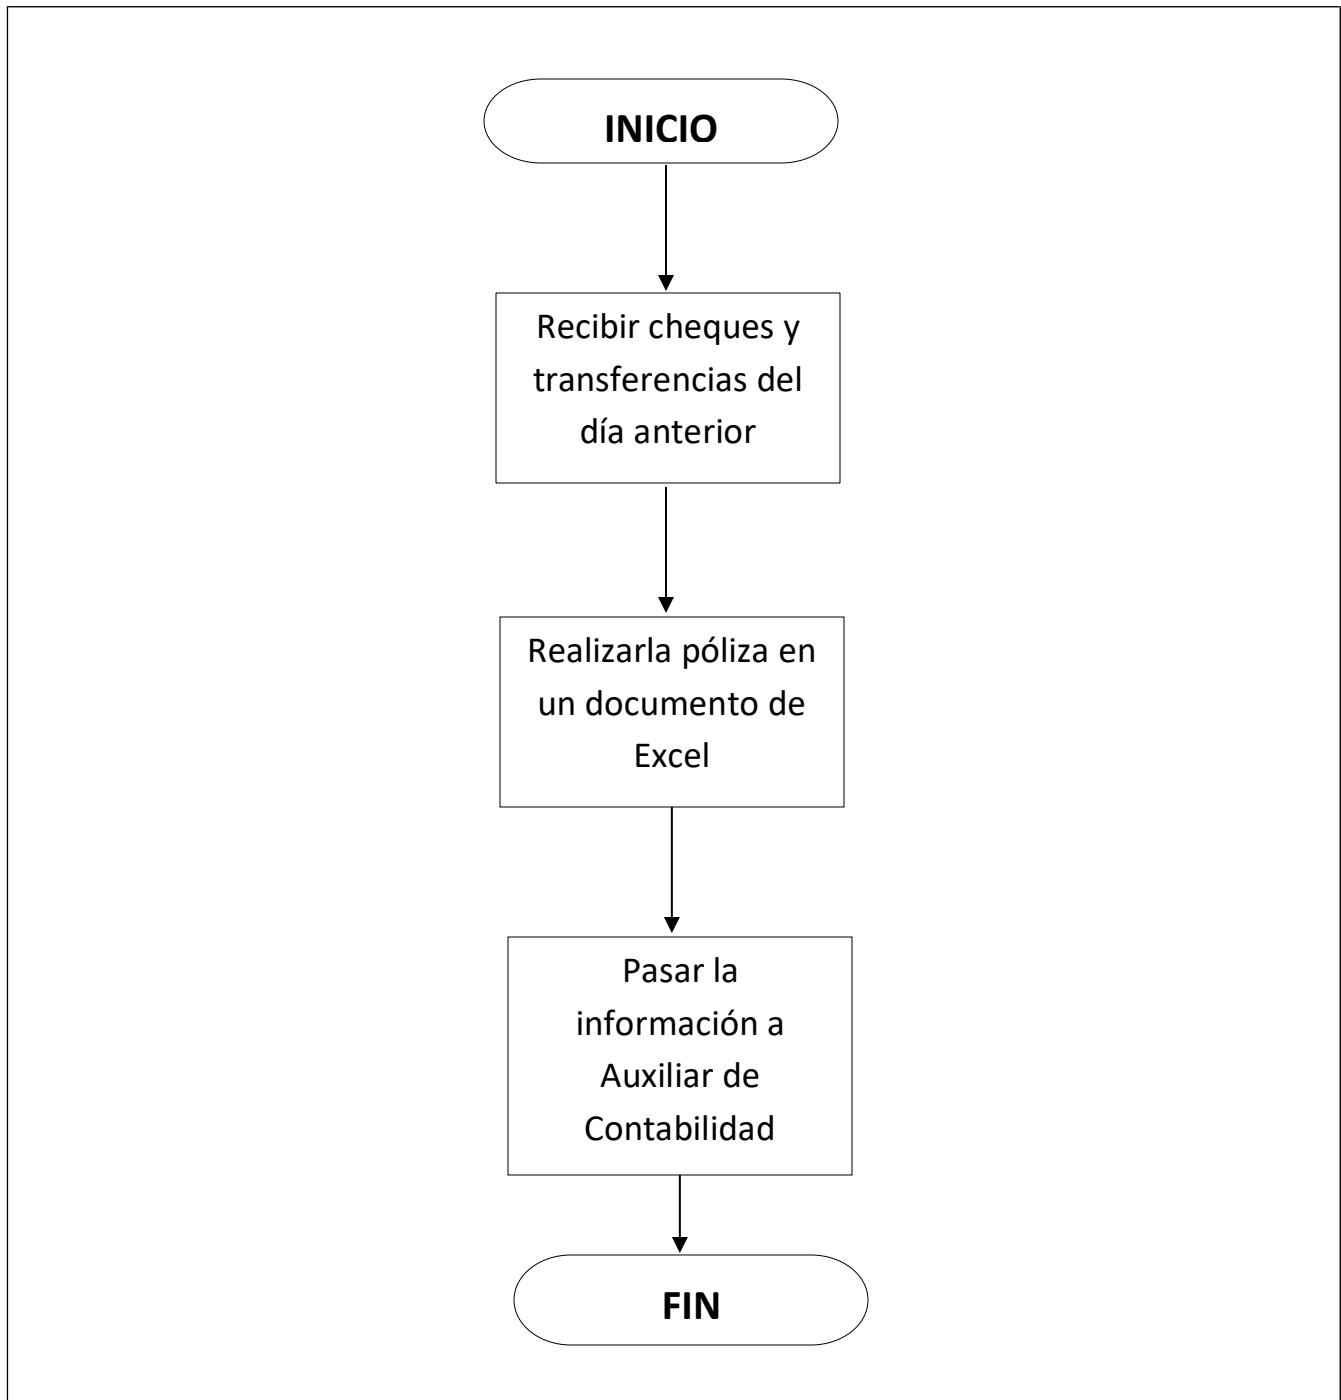 INICIO
Recibir cheques y
transferencias del
día anterior
Realizarla póliza en
un documento de
Excel
Pasar la
información a
Auxiliar de
Contabilidad
FIN